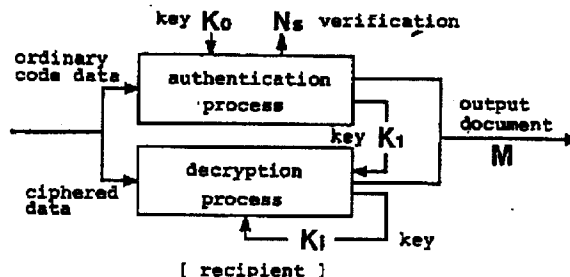 key K₀ Nₛ verification
ordinary
code data
authentication
process
output
document
M
key K₁
decryption
process
ciphered
data
Kᵢ key
[ recipient ]